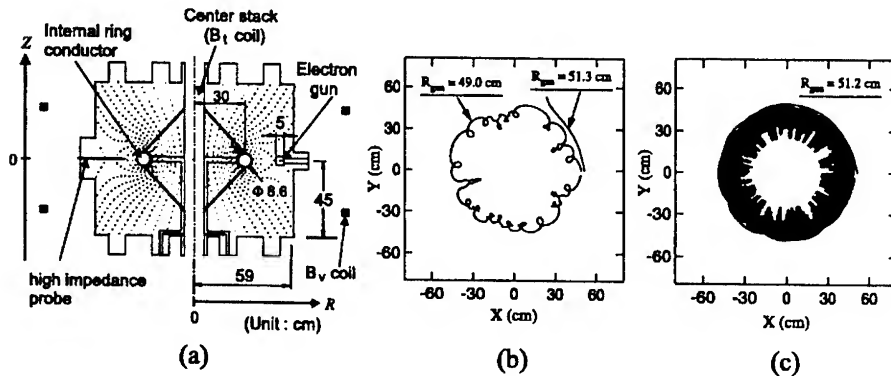 Z
Internal ring
conductor
Center stack
(Bt coil)
Electron
gun
30
5
0
Φ 8.6
45
59
high impedance
probe
Bv coil
0
R
(Unit : cm)
(a)
Rgm = 49.0 cm
Rgm = 51.3 cm
Y (cm)
60
30
0
-30
-60
-60 -30 0 30 60
X (cm)
(b)
Rgm = 51.2 cm
Y (cm)
60
30
0
-30
-60
-60 -30 0 30 60
X (cm)
(c)